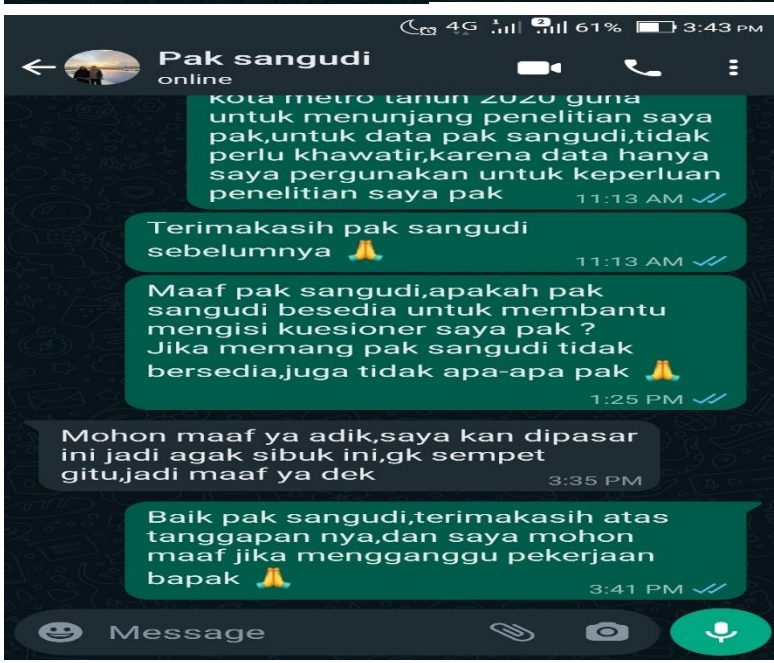 4G 2 61% 3:43 PM
Pak sangudi
online
kota metro tahun 2020 guna
untuk menunjang penelitian saya
pak,untuk data pak sangudi,tidak
perlu khawatir,karena data hanya
saya pergunakan untuk keperluan
penelitian saya pak 11:13 AM
Terimakasih pak sangudi
sebelumnya 🙏 11:13 AM
Maaf pak sangudi,apakah pak
sangudi besedia untuk membantu
mengisi kuesioner saya pak ?
Jika memang pak sangudi tidak
bersedia,juga tidak apa-apa pak 🙏
1:25 PM
Mohon maaf ya adik,saya kan dipasar
ini jadi agak sibuk ini,gk sempet
gitu,jadi maaf ya dek 3:35 PM
Baik pak sangudi,terimakasih atas
tanggapan nya,dan saya mohon
maaf jika mengganggu pekerjaan
bapak 🙏 3:41 PM
Message